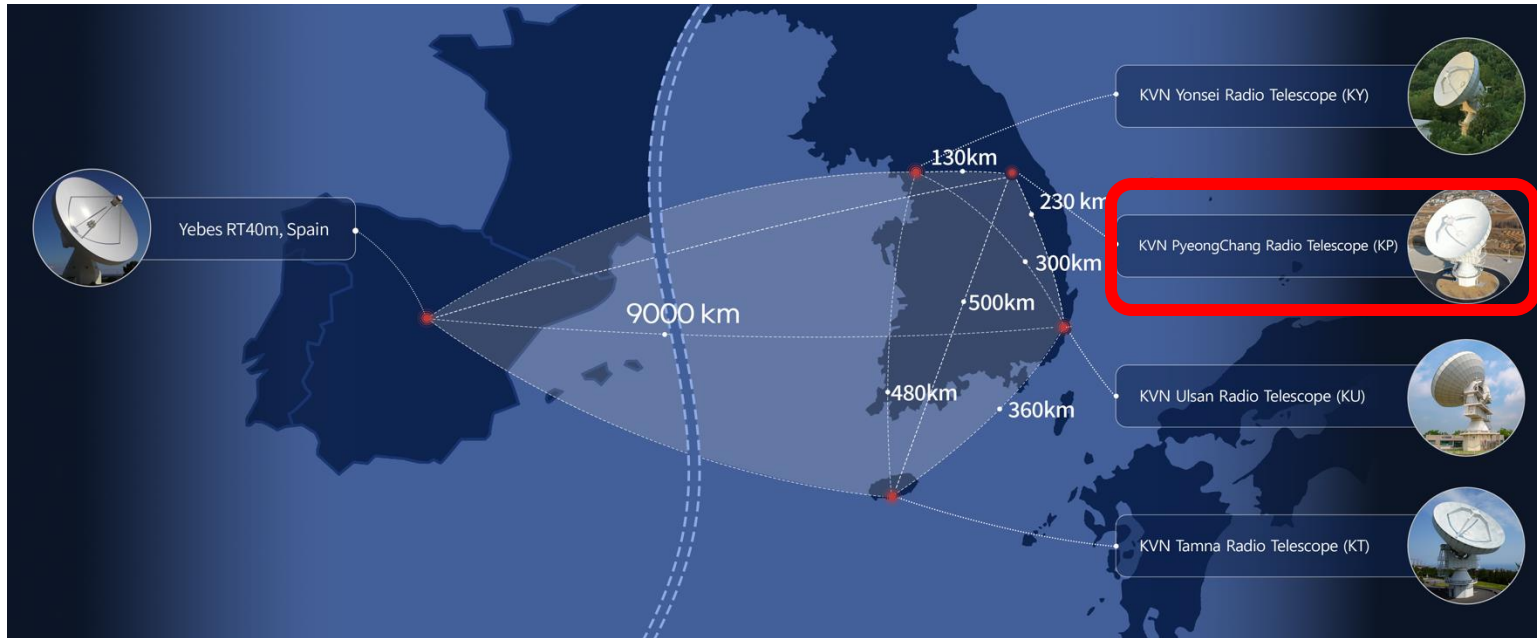 KVN Yonsei Radio Telescope (KY)
130km
230 km
Yebes RT40m, Spain
KVN PyeongChang Radio Telescope (KP)
300km
500km
9000 km
480km
360km
KVN Ulsan Radio Telescope (KU)
KVN Tamna Radio Telescope (KT)